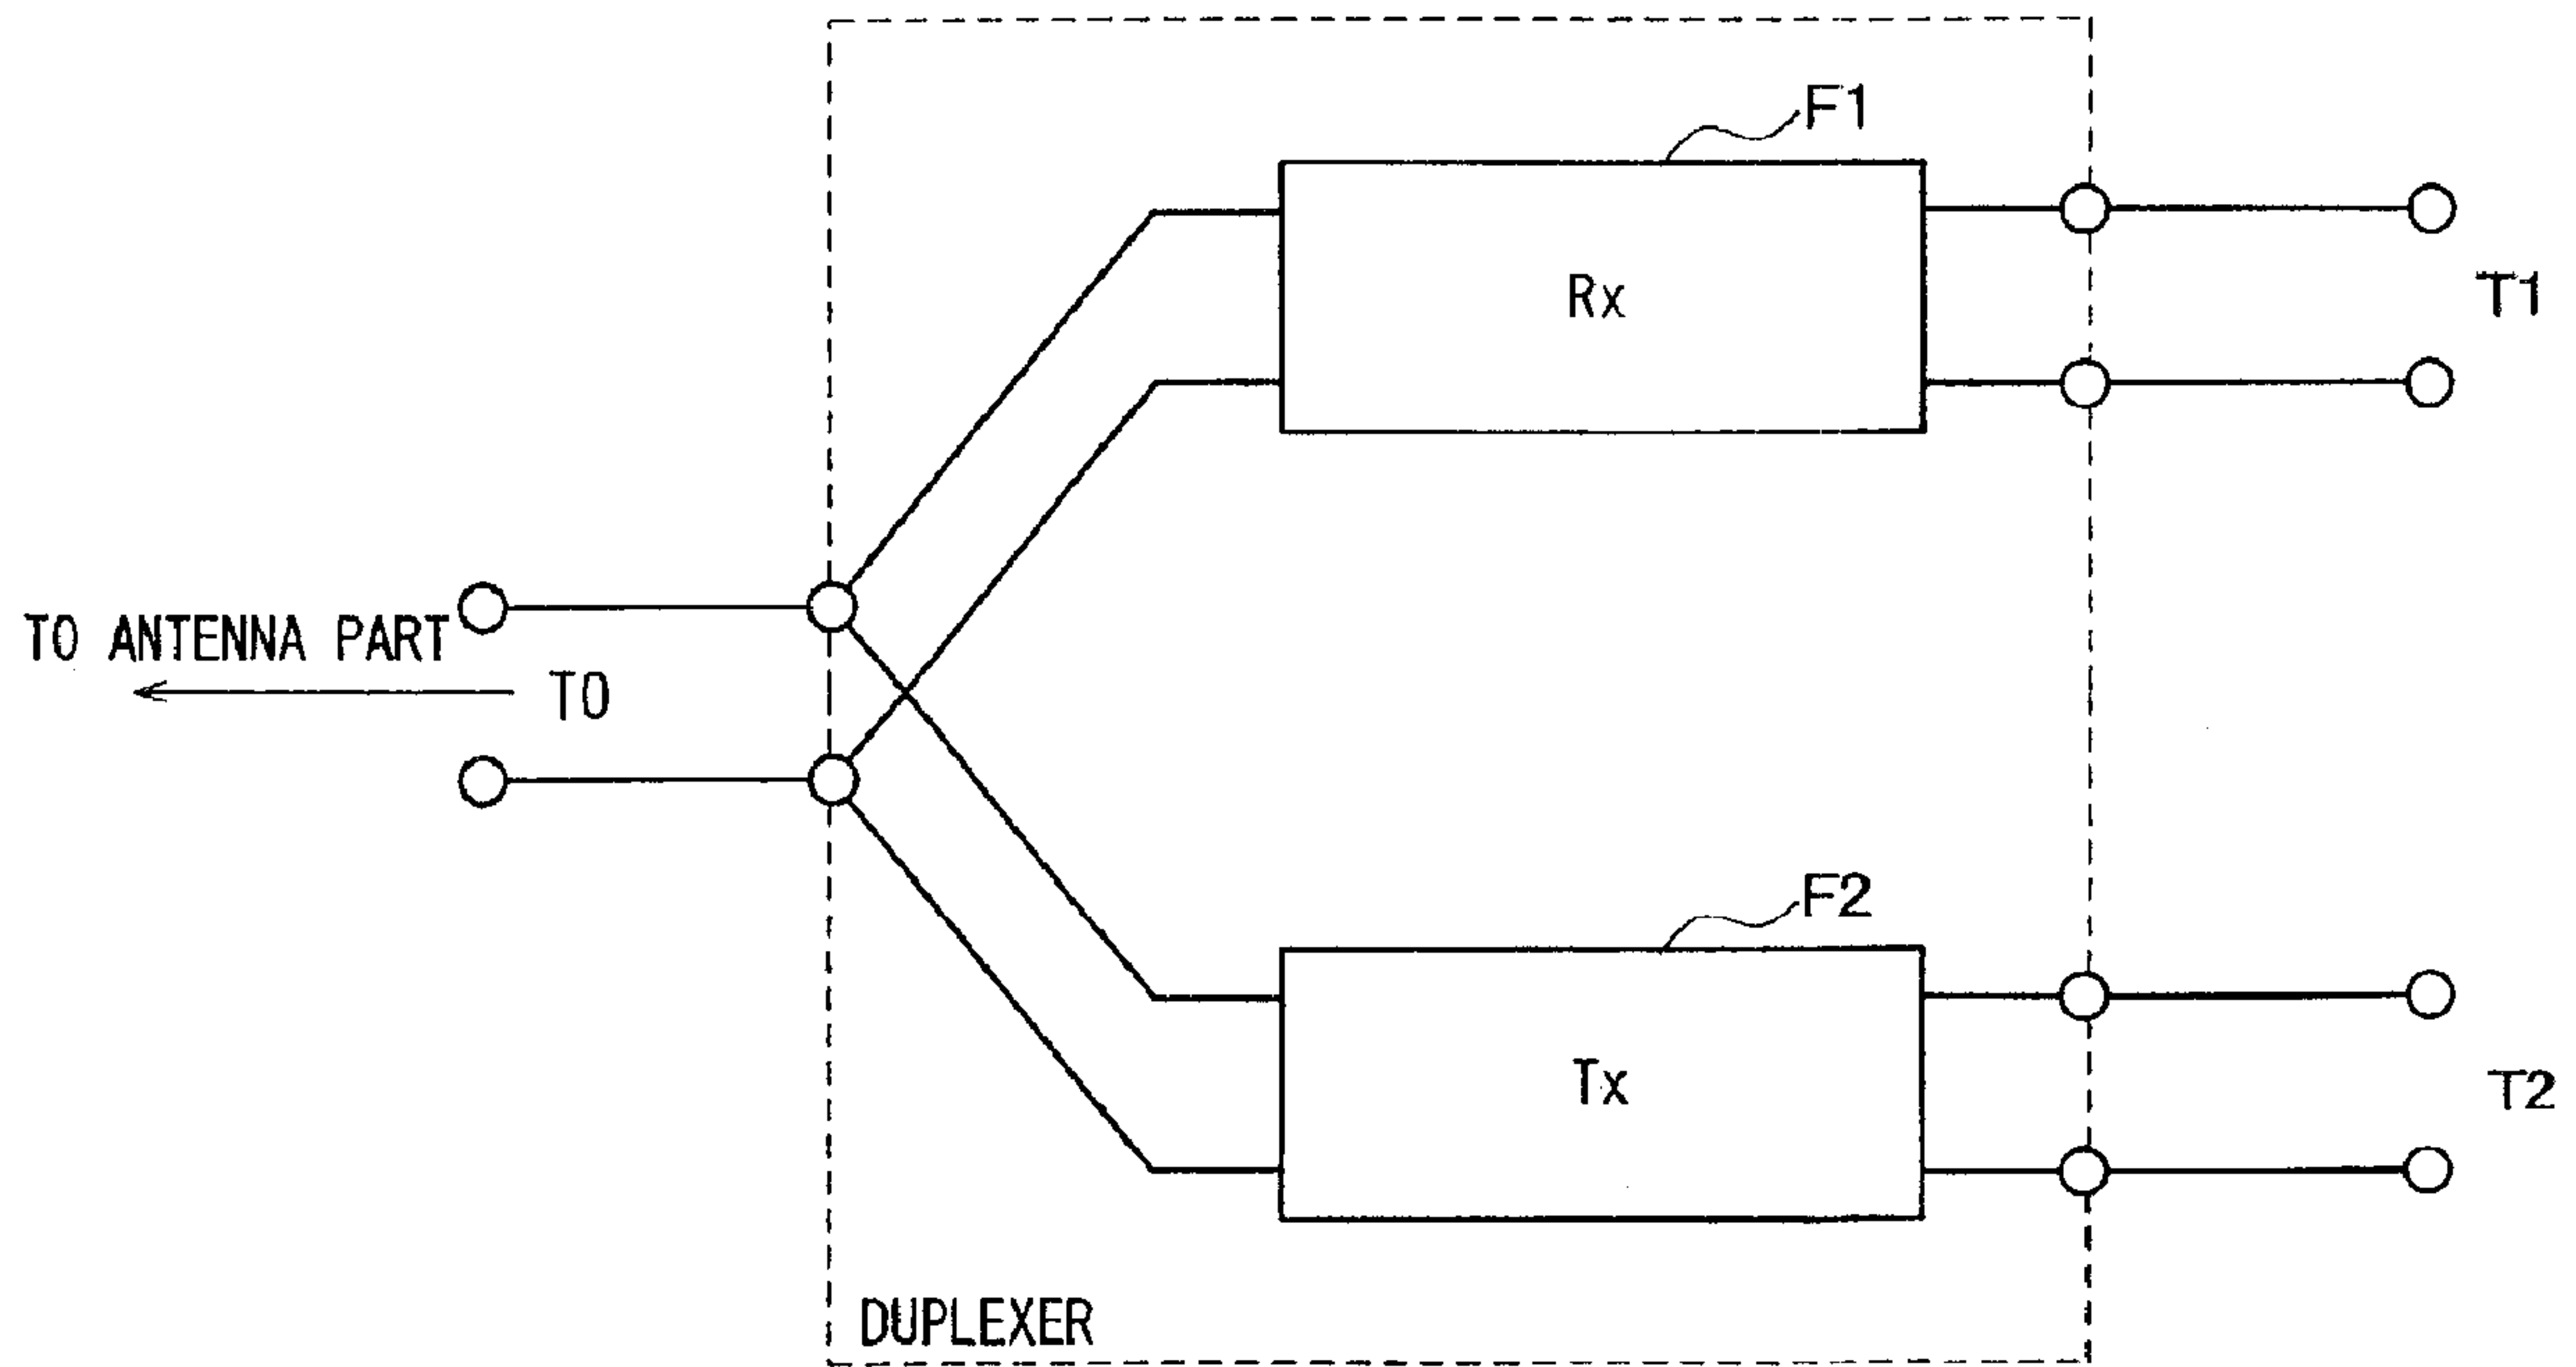 F1
Rx
T1
TO ANTENNA PART
T0
F2
Tx
T2
DUPLEXER